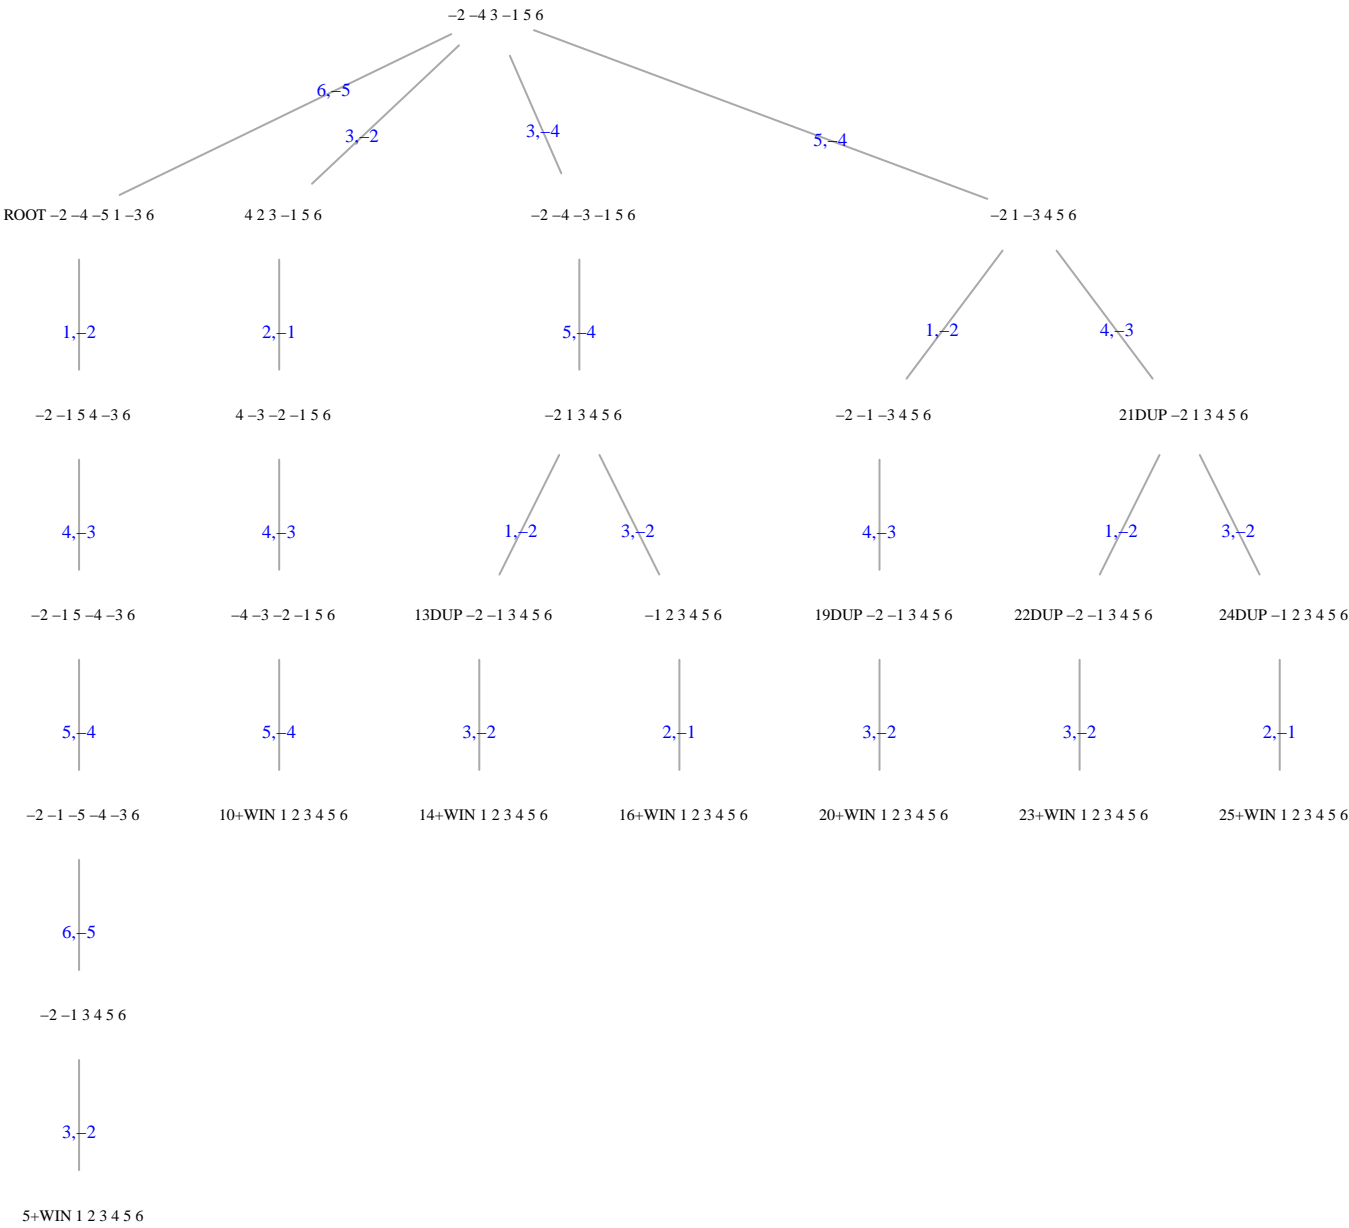 –2 –4 3 –1 5 6
6,–5
3,–2
3,–4
5,–4
ROOT –2 –4 –5 1 –3 6
4 2 3 –1 5 6
–2 –4 –3 –1 5 6
–2 1 –3 4 5 6
1,–2
2,–1
5,–4
1,–2
4,–3
–2 –1 5 4 –3 6
4 –3 –2 –1 5 6
–2 1 3 4 5 6
–2 –1 –3 4 5 6
21DUP –2 1 3 4 5 6
4,–3
4,–3
1,–2
3,–2
4,–3
1,–2
3,–2
–2 –1 5 –4 –3 6
–4 –3 –2 –1 5 6
13DUP –2 –1 3 4 5 6
–1 2 3 4 5 6
19DUP –2 –1 3 4 5 6
22DUP –2 –1 3 4 5 6
24DUP –1 2 3 4 5 6
5,–4
5,–4
3,–2
2,–1
3,–2
3,–2
2,–1
–2 –1 –5 –4 –3 6
10+WIN 1 2 3 4 5 6
14+WIN 1 2 3 4 5 6
16+WIN 1 2 3 4 5 6
20+WIN 1 2 3 4 5 6
23+WIN 1 2 3 4 5 6
25+WIN 1 2 3 4 5 6
6,–5
–2 –1 3 4 5 6
3,–2
5+WIN 1 2 3 4 5 6